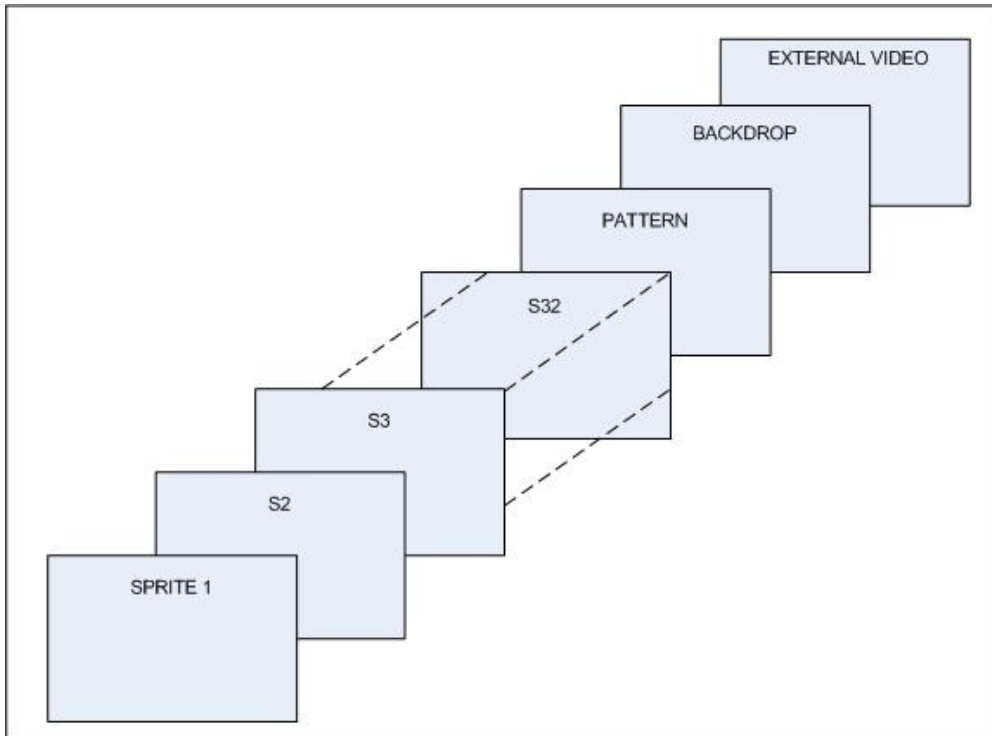 EXTERNAL VIDEO
BACKDROP
PATTERN
S32
S3
S2
SPRITE 1